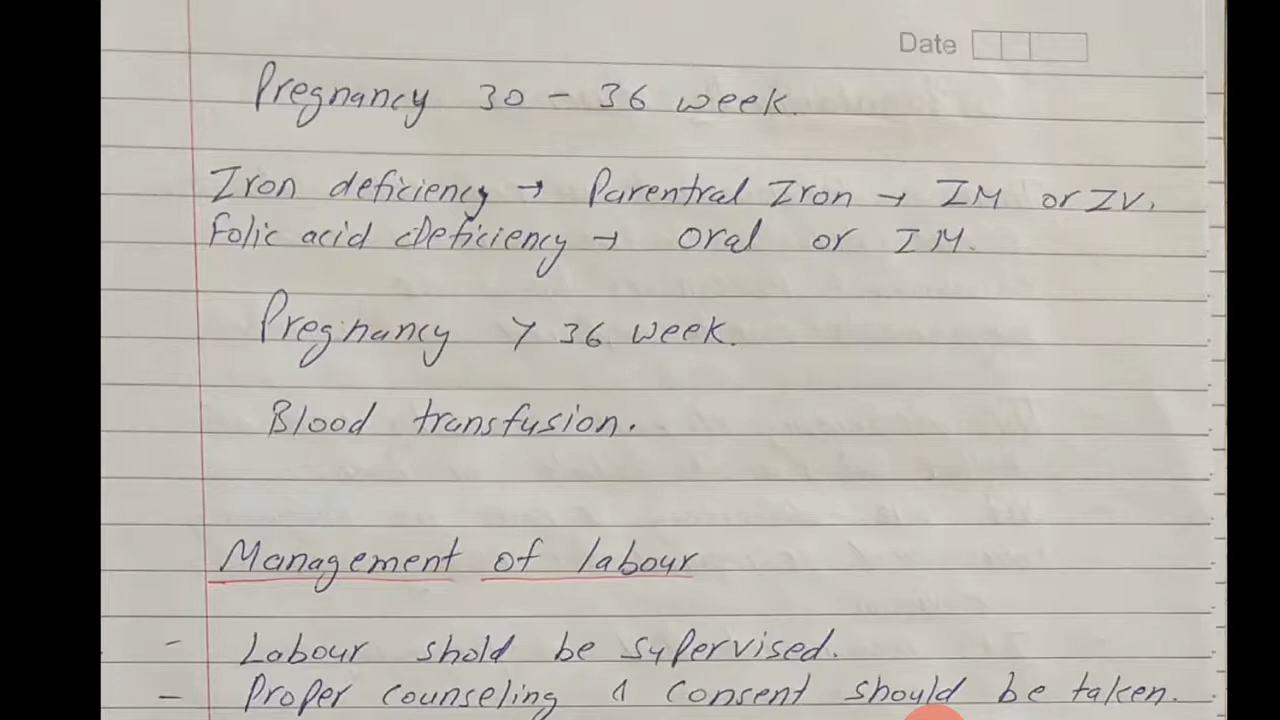 Date
Pregnancy 30 - 36 week.
Iron deficiency → Parentral Iron → IM or IV.
Folic acid cDeficiency → Oral or IM.
Pregnancy > 36 week.
Blood transfusion.
Management of labour
- Labour shold be supervised.
- Proper counseling & consent should be taken.